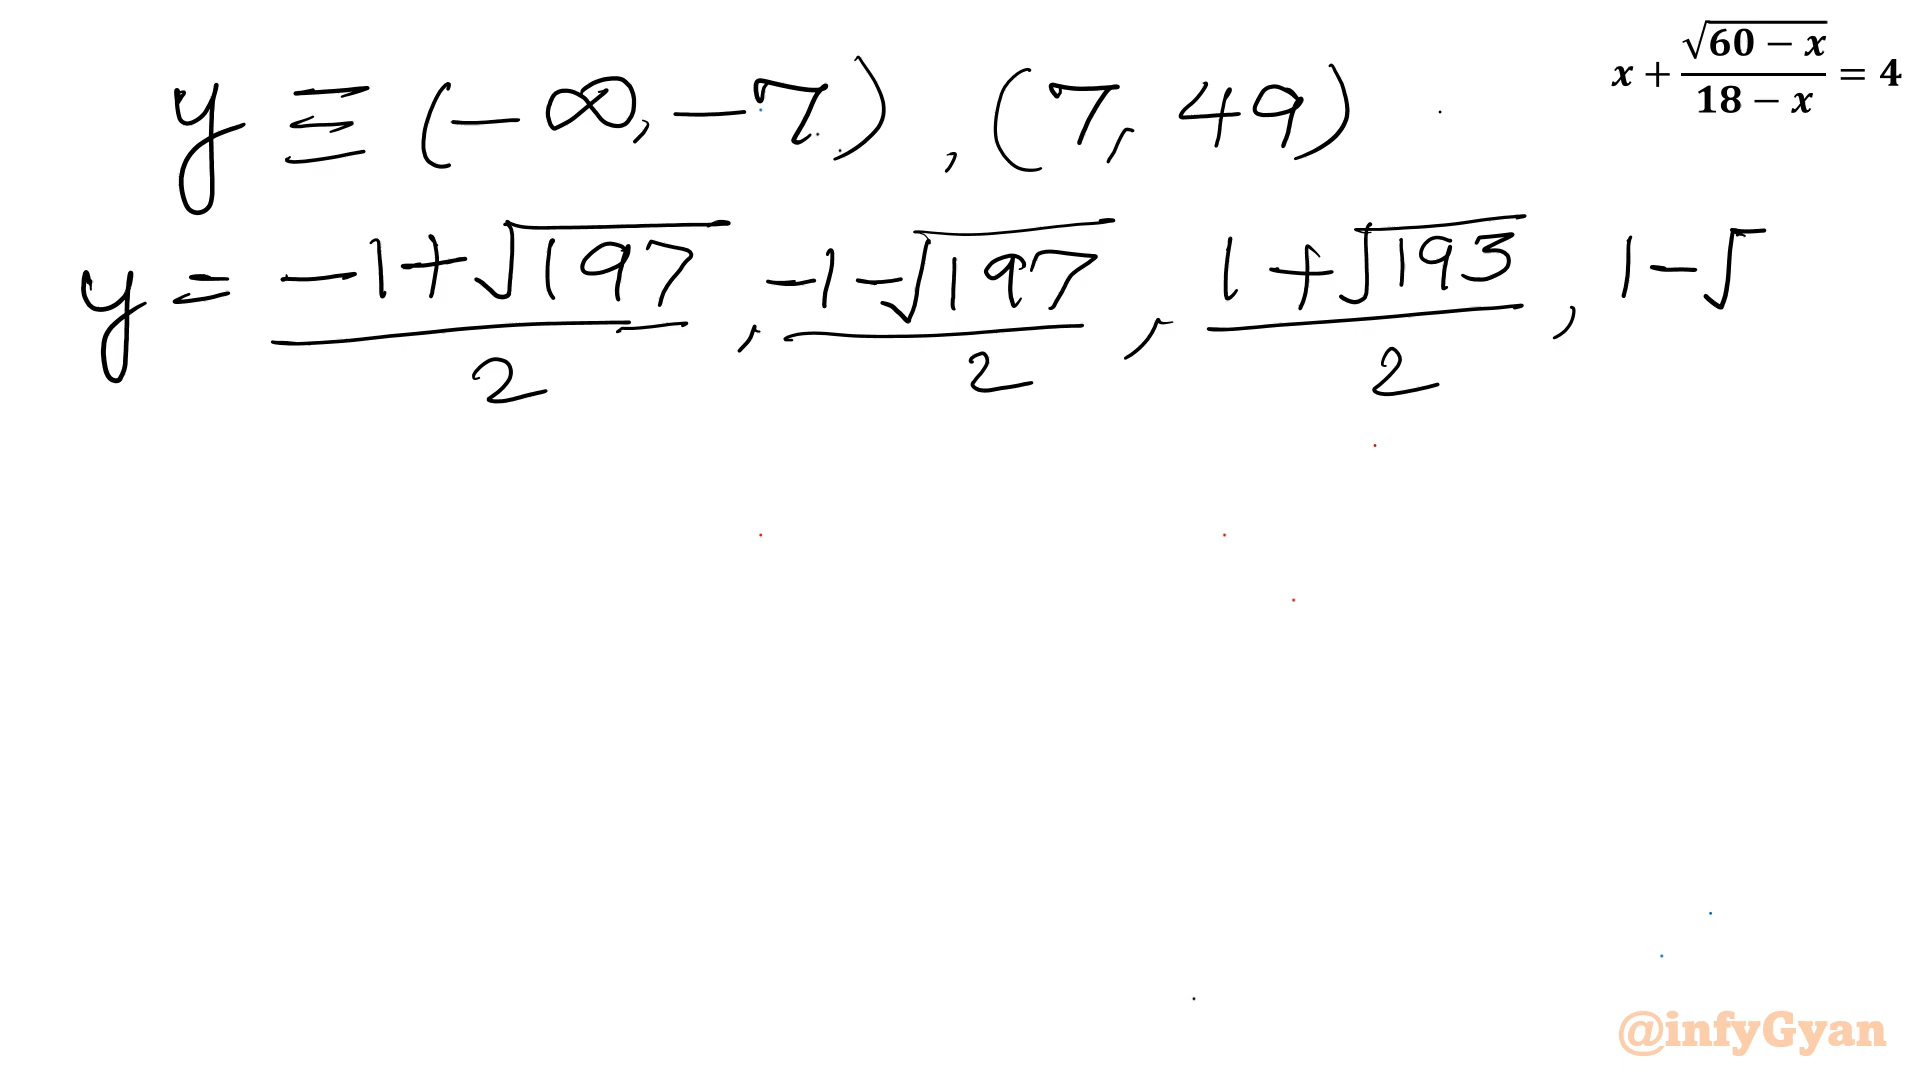 x + √(60 − x) / (18 − x) = 4
y ≡ (−∞, −7), (7, 49)
y = (−1+√197)/2, (−1−√197)/2, (1+√193)/2, 1−√
@infyGyan